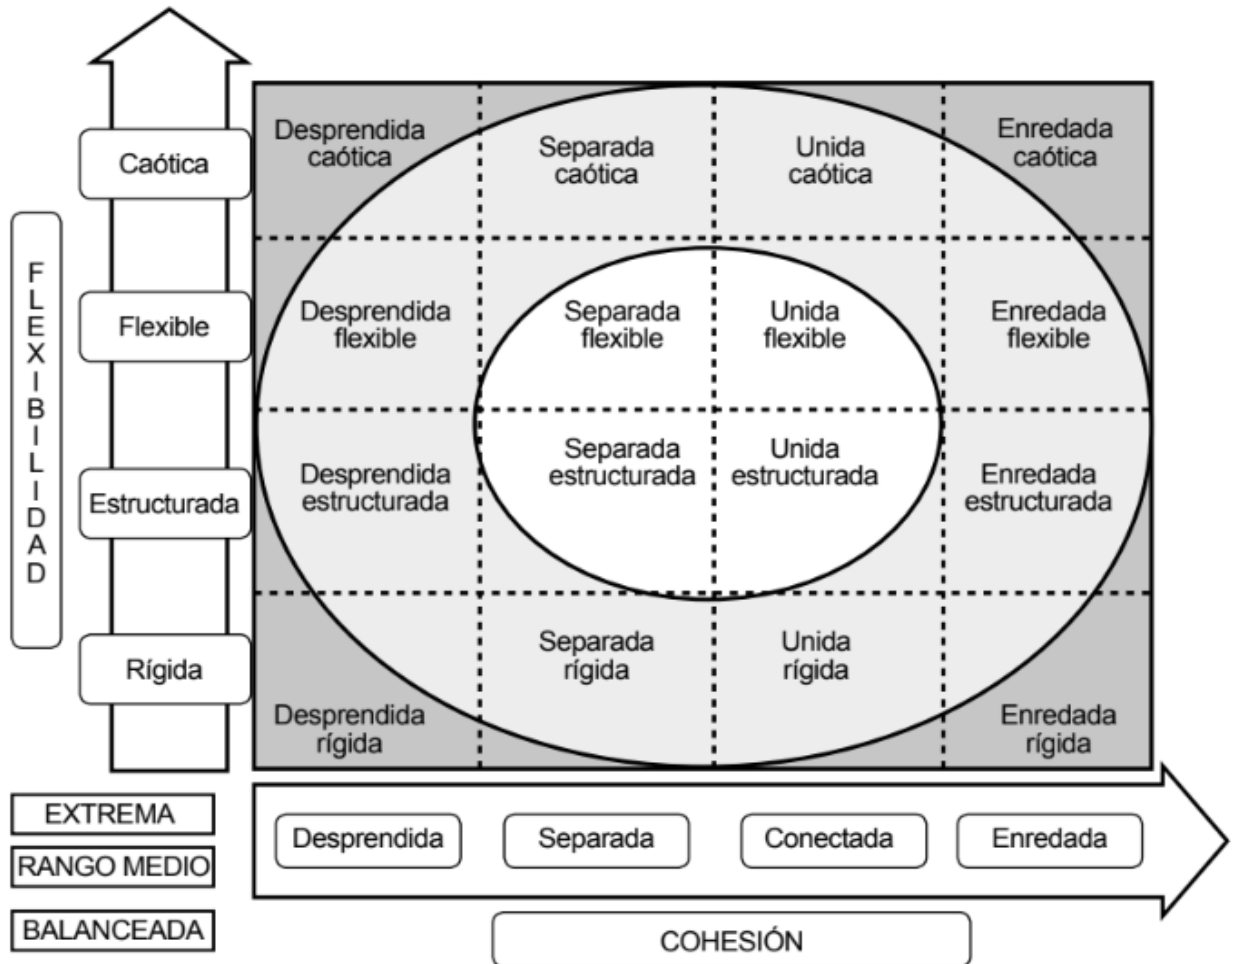 Desprendida
caótica
Separada
caótica
Unida
caótica
Enredada
caótica
Caótica
FLEXIBILIDAD
Flexible
Desprendida
flexible
Separada
flexible
Unida
flexible
Enredada
flexible
Estructurada
Desprendida
estructurada
Separada
estructurada
Unida
estructurada
Enredada
estructurada
Rígida
Separada
rígida
Unida
rígida
Desprendida
rígida
Enredada
rígida
EXTREMA
RANGO MEDIO
BALANCEADA
Desprendida
Separada
Conectada
Enredada
COHESIÓN